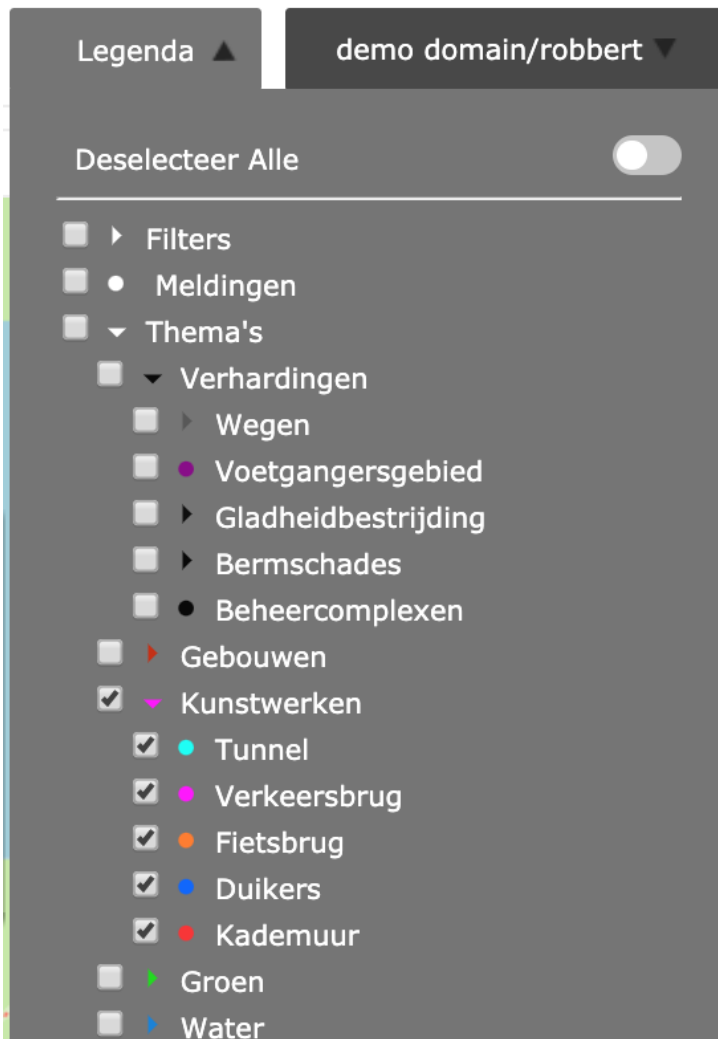 Legenda ▲ demo domain/robbert ▼
Deselecteer Alle
Filters
Meldingen
Thema's
Verhardingen
Wegen
Voetgangersgebied
Gladheidbestrijding
Bermschades
Beheercomplexen
Gebouwen
Kunstwerken
Tunnel
Verkeersbrug
Fietsbrug
Duikers
Kademuur
Groen
Water